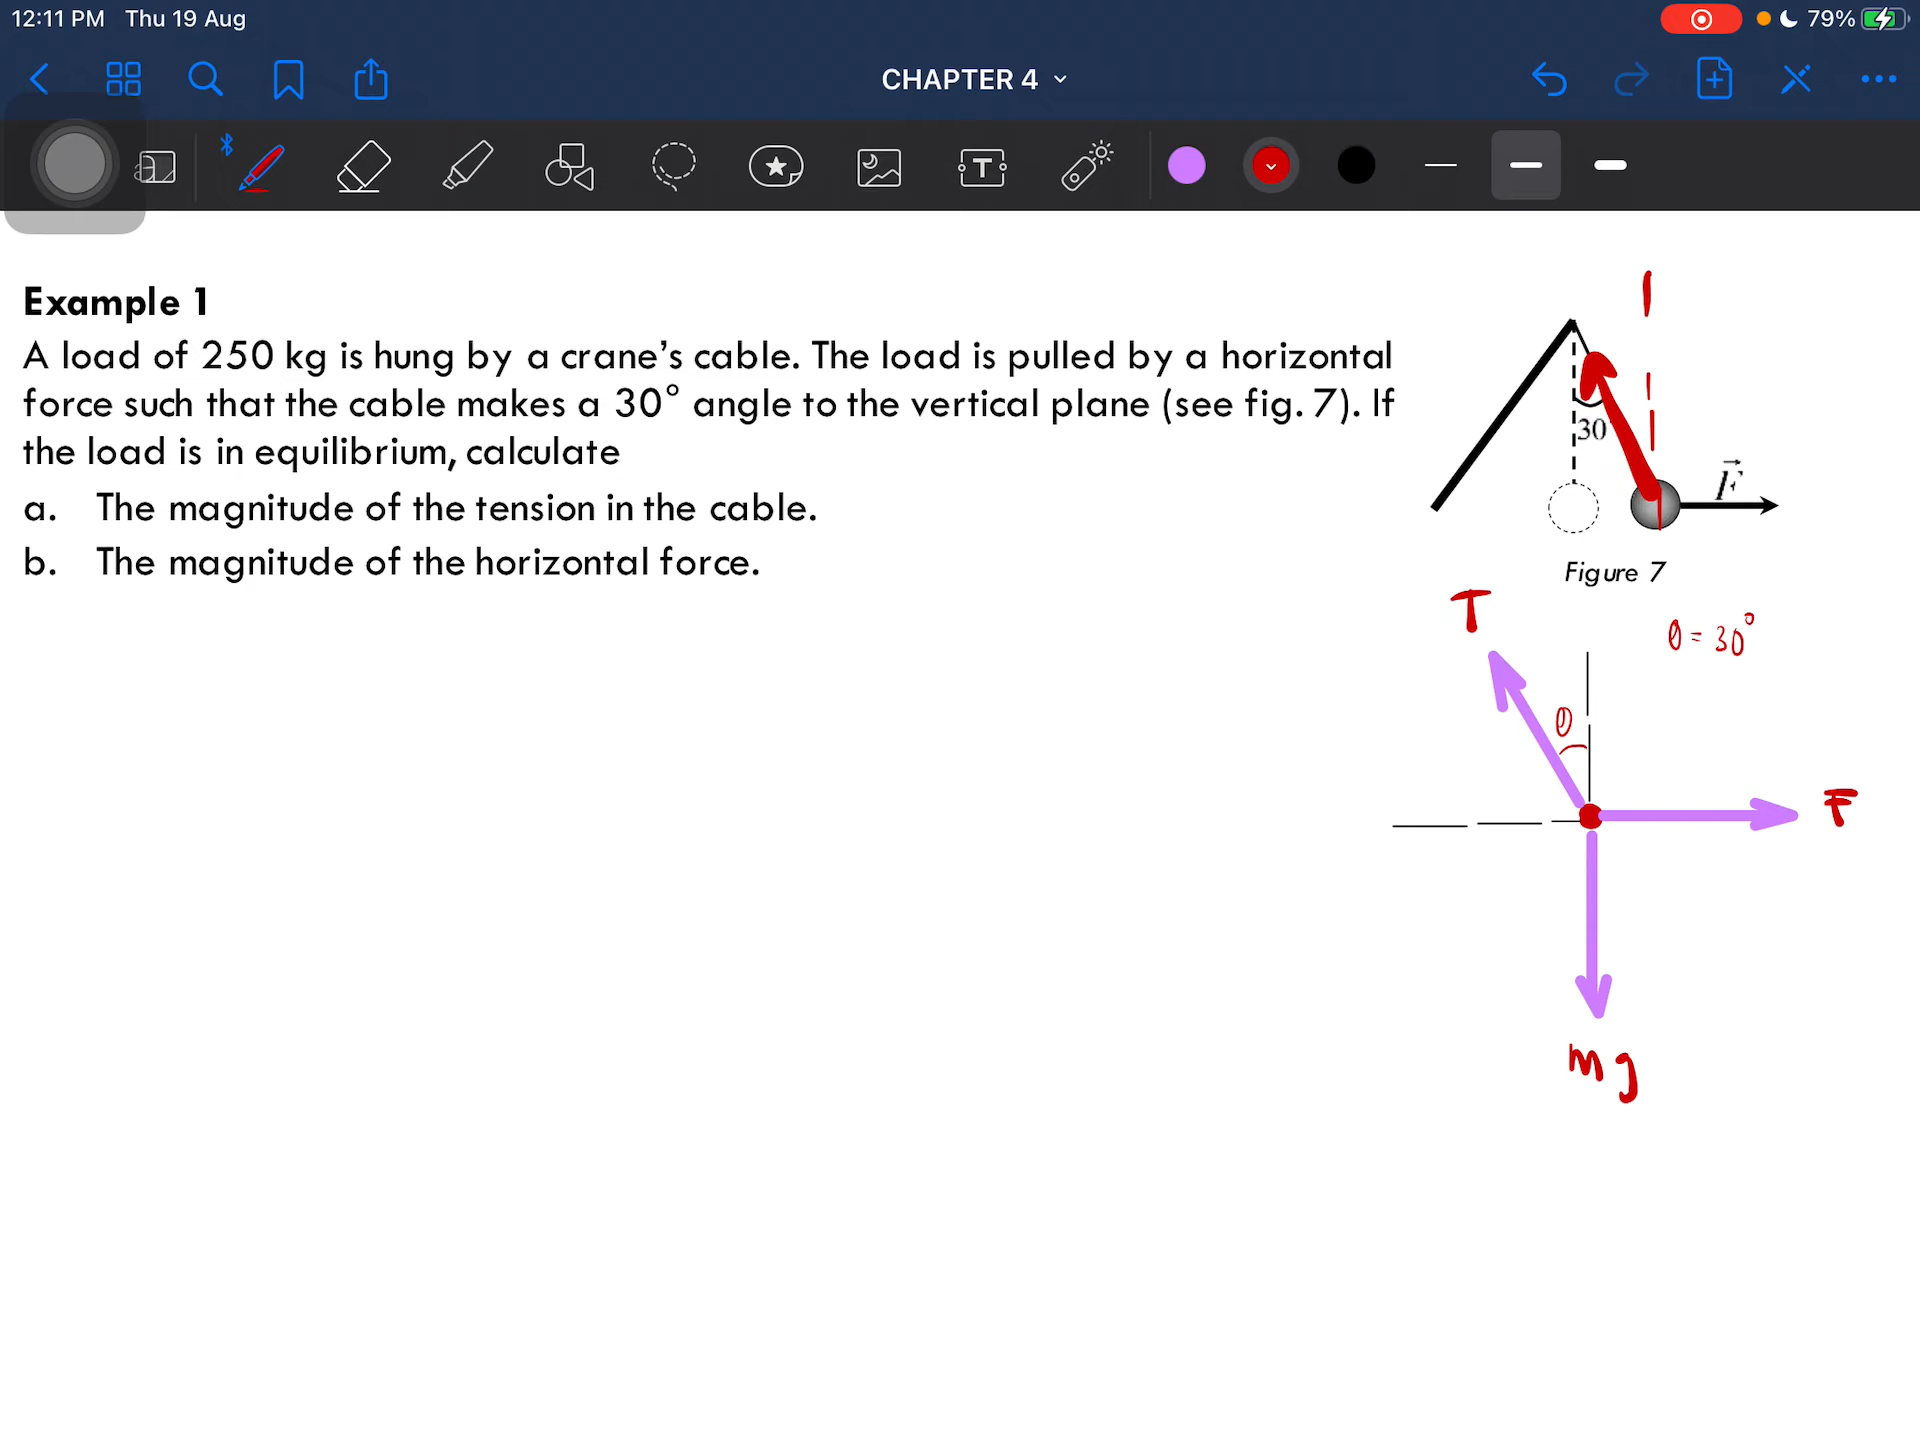 12:11 PM Thu 19 Aug
79%
CHAPTER 4
a
T
Example 1
A load of 250 kg is hung by a crane's cable. The load is pulled by a horizontal
force such that the cable makes a 30° angle to the vertical plane (see fig. 7). If
the load is in equilibrium, calculate
a. The magnitude of the tension in the cable.
b. The magnitude of the horizontal force.
30
F⃗
Figure 7
T
θ = 30°
θ
F
mg